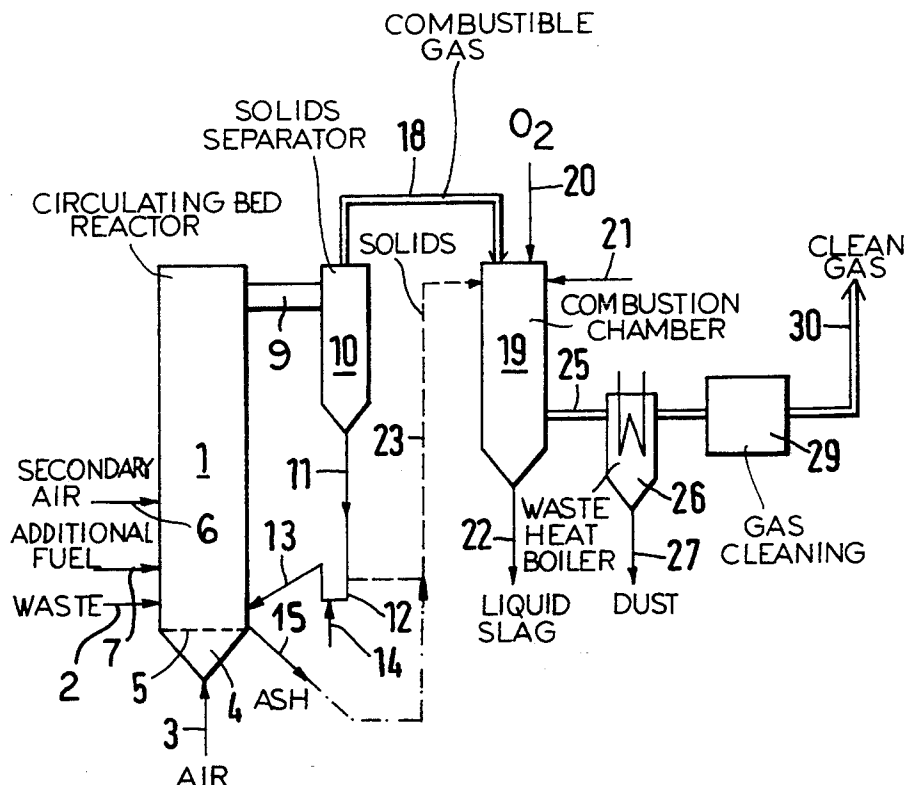 COMBUSTIBLE
GAS
SOLIDS
SEPARATOR
18
O2
20
CIRCULATING BED
REACTOR
SOLIDS
21
CLEAN
GAS
9
10
19
COMBUSTION
CHAMBER
30
25
1
11
23
29
SECONDARY
AIR
6
WASTE
HEAT
BOILER
26
GAS
CLEANING
ADDITIONAL
FUEL
13
22
27
WASTE
12
LIQUID
SLAG
DUST
2
7
5
4
15
14
ASH
3
AIR